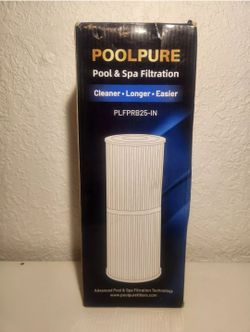 POOLPURE
Pool & Spa Filtration
Cleaner • Longer • Easier
PLFPRB25-IN
Advanced Pool & Spa Filtration Technology
www.poolpurefilters.com